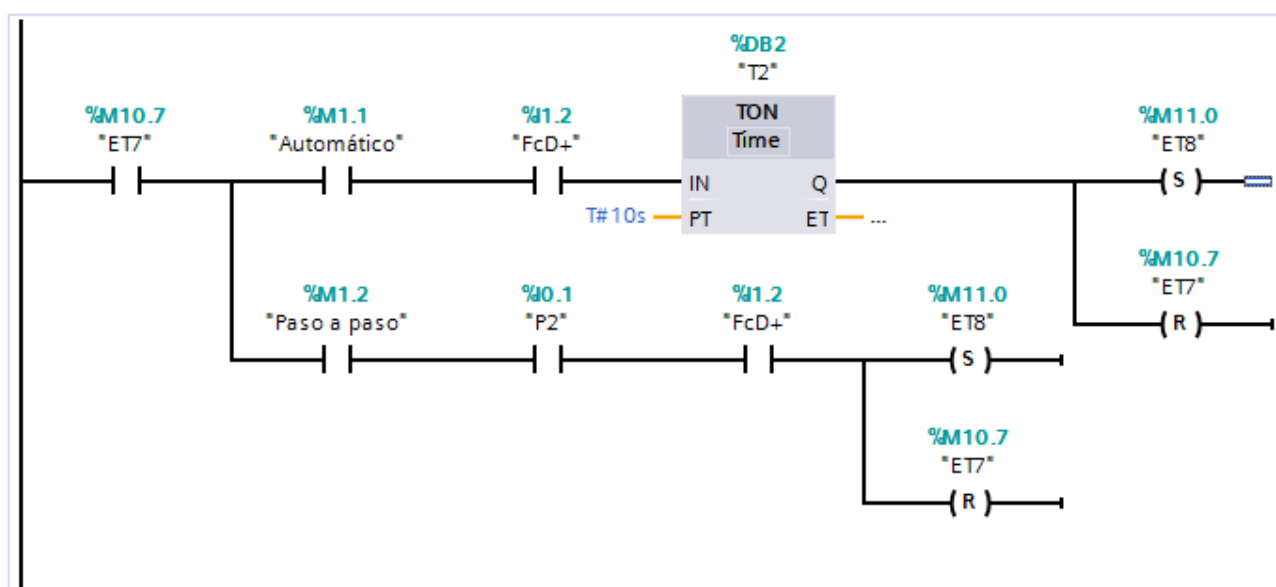 %DB2
"T2"
%M10.7
"ET7"
%M1.1
"Automático"
%I1.2
"FcD+"
TON
Time
IN
Q
T#10s
PT
ET
...
%M11.0
"ET8"
S
%M10.7
"ET7"
R
%M1.2
"Paso a paso"
%I0.1
"P2"
%I1.2
"FcD+"
%M11.0
"ET8"
S
%M10.7
"ET7"
R